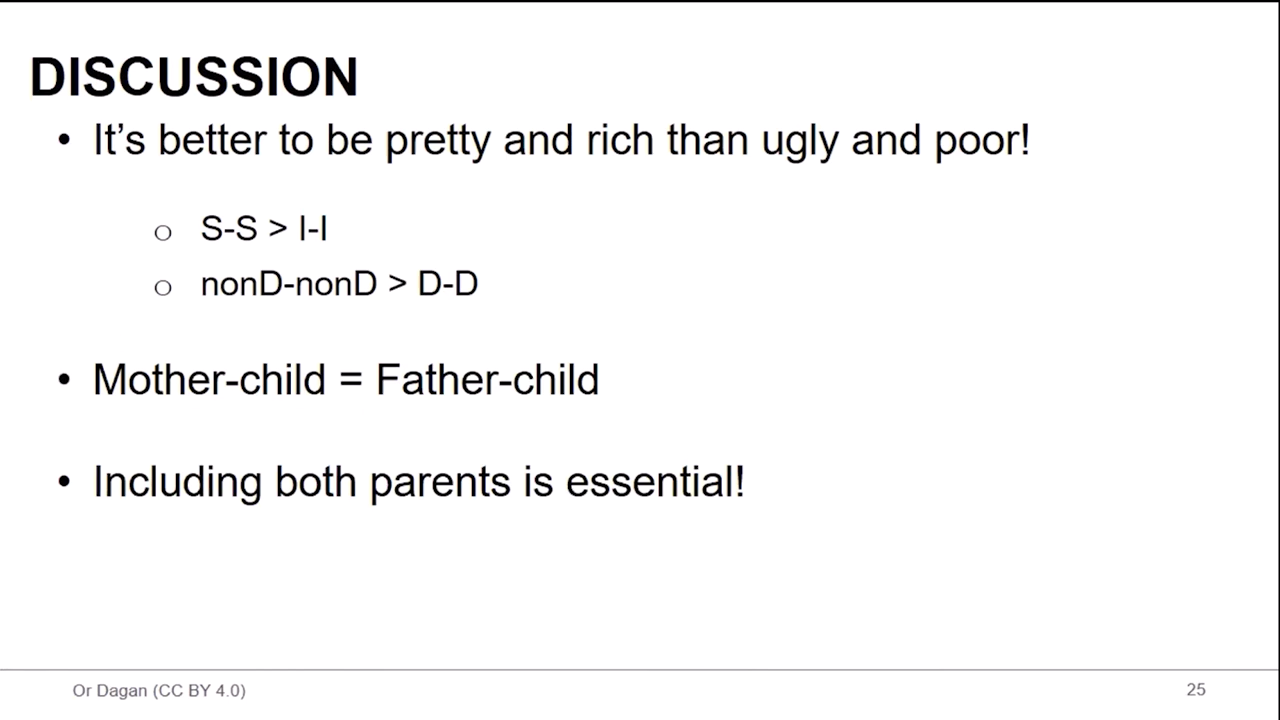 DISCUSSION
• It's better to be pretty and rich than ugly and poor!
o S-S > I-I
o nonD-nonD > D-D
• Mother-child = Father-child
• Including both parents is essential!
Or Dagan (CC BY 4.0)
25